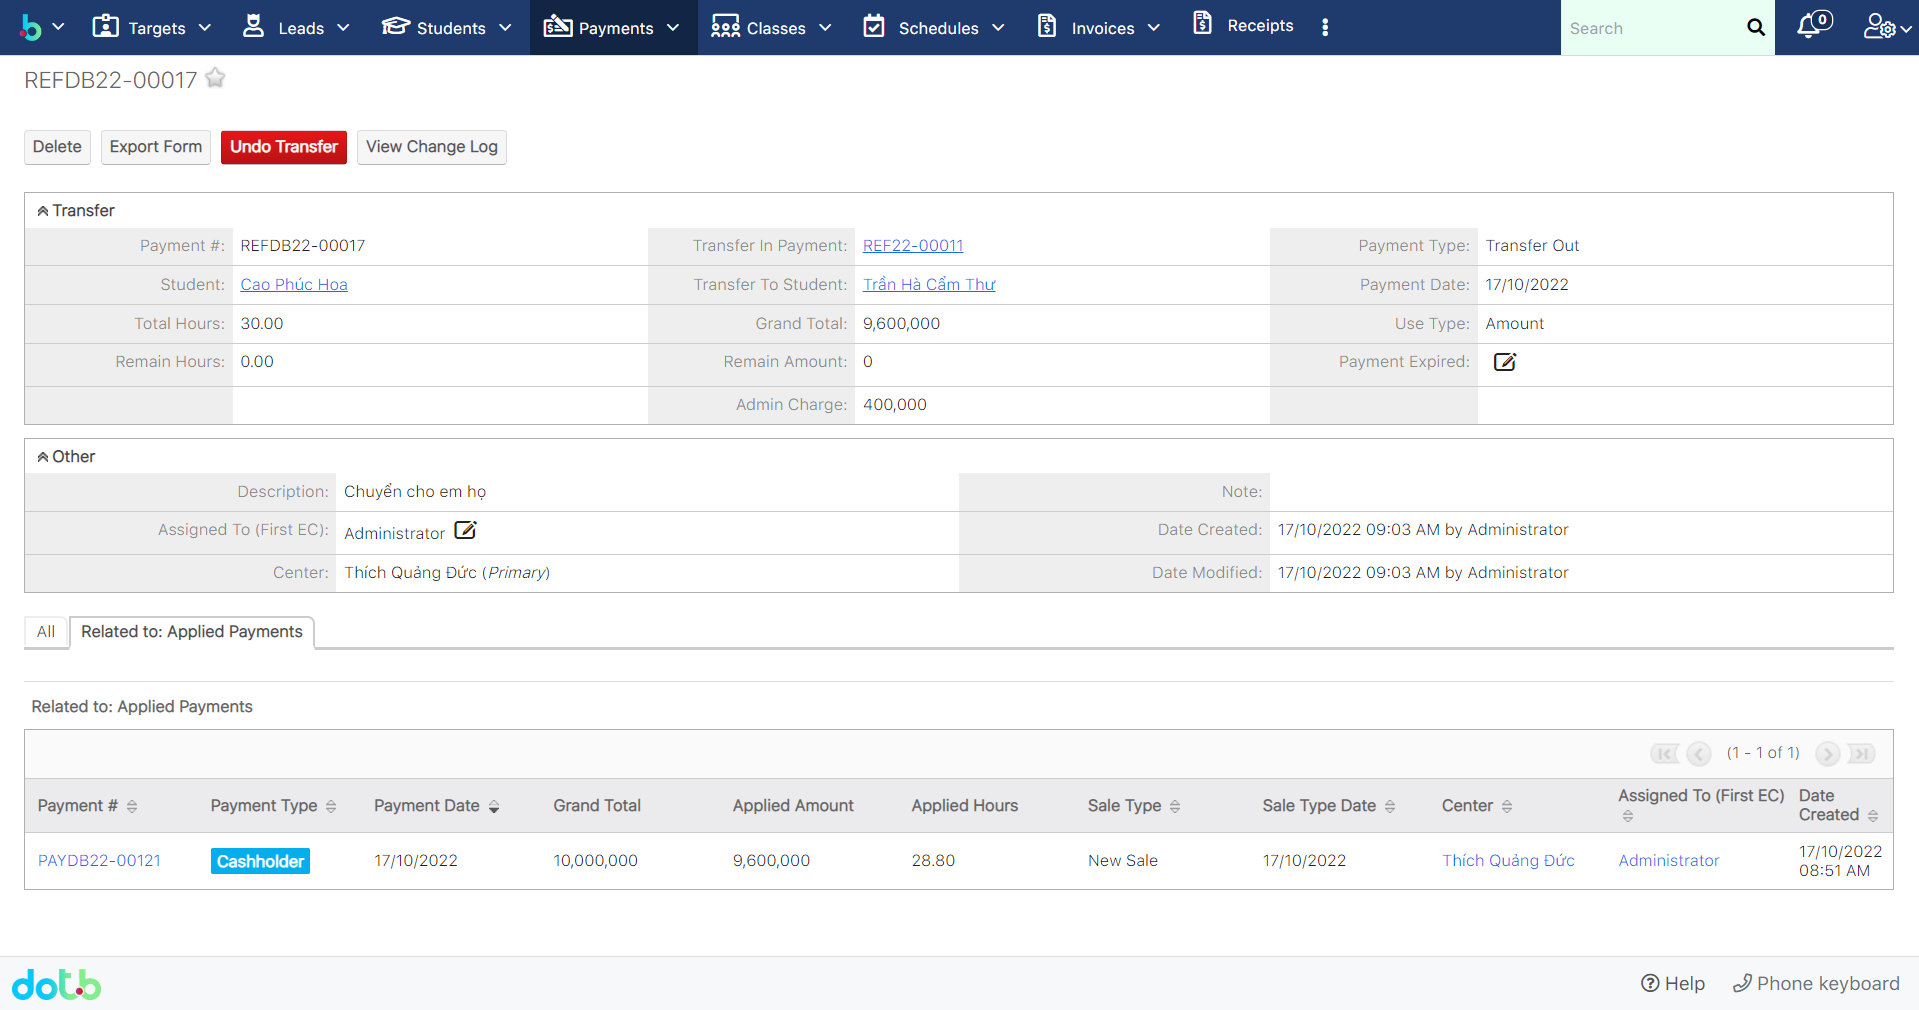 Targets Leads Students Payments Classes Schedules Invoices Receipts Search 0
REFDB22-00017
Delete Export Form Undo Transfer View Change Log
Transfer
Payment #: REFDB22-00017 Transfer In Payment: REF22-00011 Payment Type: Transfer Out
Student: Cao Phúc Hoa Transfer To Student: Trần Hà Cẩm Thư Payment Date: 17/10/2022
Total Hours: 30.00 Grand Total: 9,600,000 Use Type: Amount
Remain Hours: 0.00 Remain Amount: 0 Payment Expired:
Admin Charge: 400,000
Other
Description: Chuyển cho em họ Note:
Assigned To (First EC): Administrator Date Created: 17/10/2022 09:03 AM by Administrator
Center: Thích Quảng Đức (Primary) Date Modified: 17/10/2022 09:03 AM by Administrator
All Related to: Applied Payments
Related to: Applied Payments
(1 - 1 of 1)
Payment # Payment Type Payment Date Grand Total Applied Amount Applied Hours Sale Type Sale Type Date Center Assigned To (First EC) Date Created
PAYDB22-00121 Cashholder 17/10/2022 10,000,000 9,600,000 28.80 New Sale 17/10/2022 Thích Quảng Đức Administrator 17/10/2022 08:51 AM
dotb Help Phone keyboard